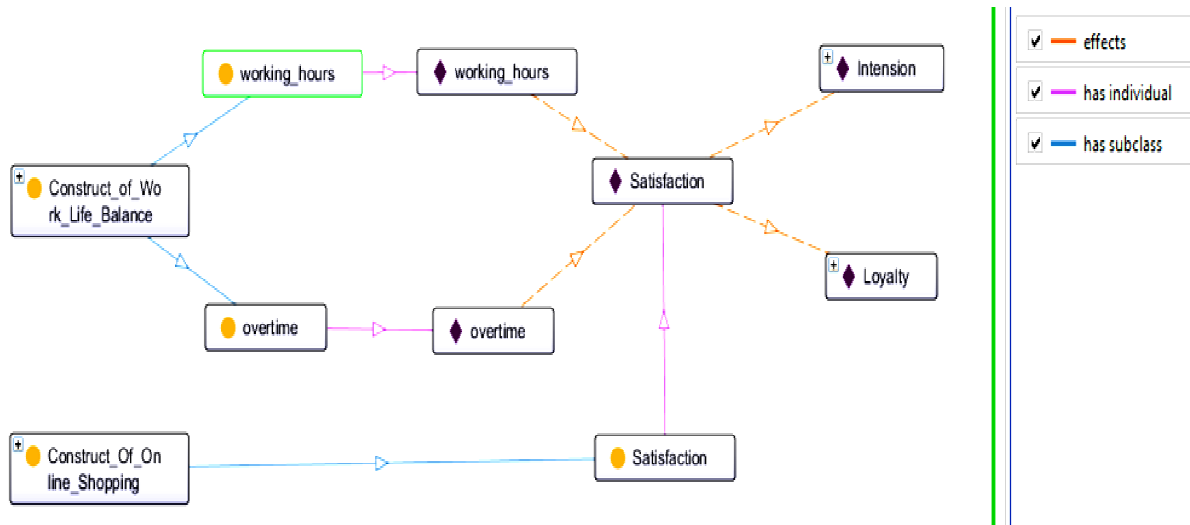 working_hours
working_hours
Intension
Construct_of_Wo
rk_Life_Balance
Satisfaction
Loyalty
overtime
overtime
Construct_Of_On
line_Shopping
Satisfaction
effects
has individual
has subclass